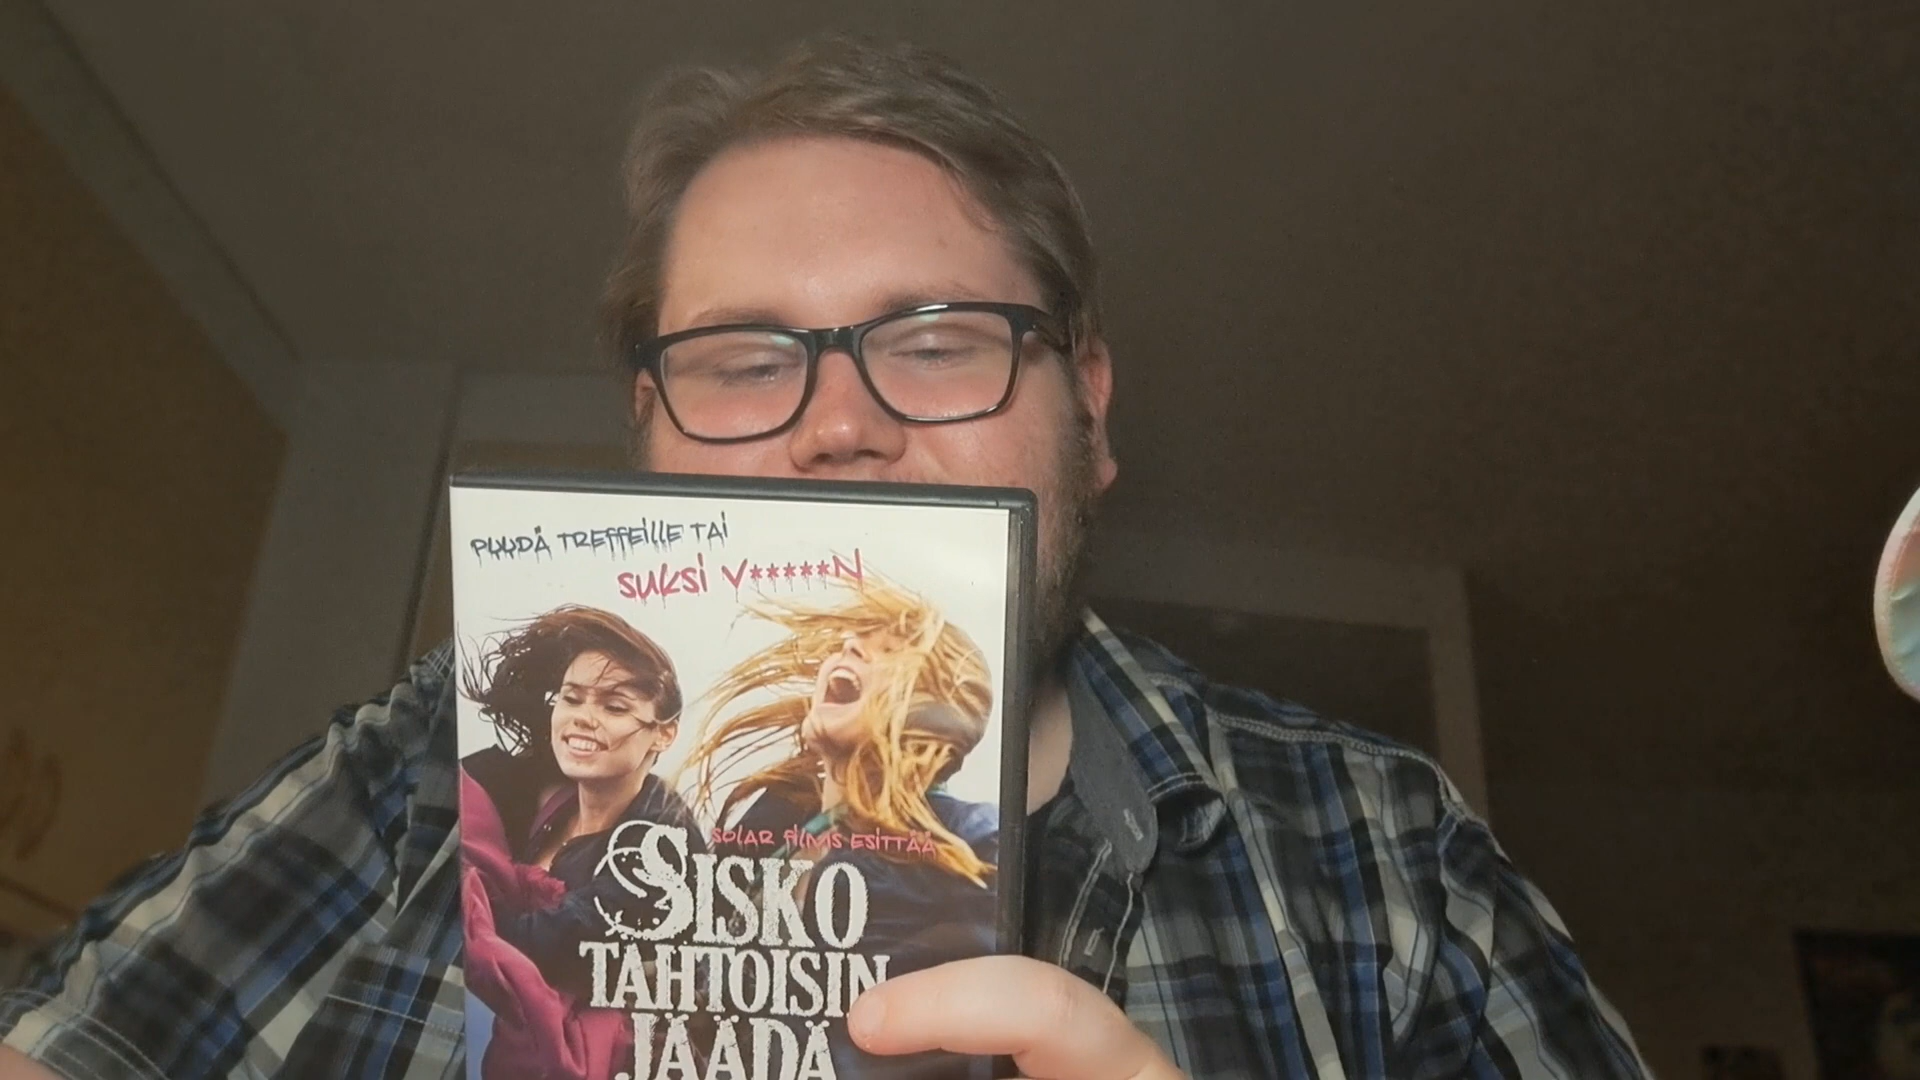 PYYDÄ TREFFEILLE TAI
SUKSI V*****N
SOLAR FILMS ESITTÄÄ
SISKO
TAHTOISIN
JÄÄDÄ